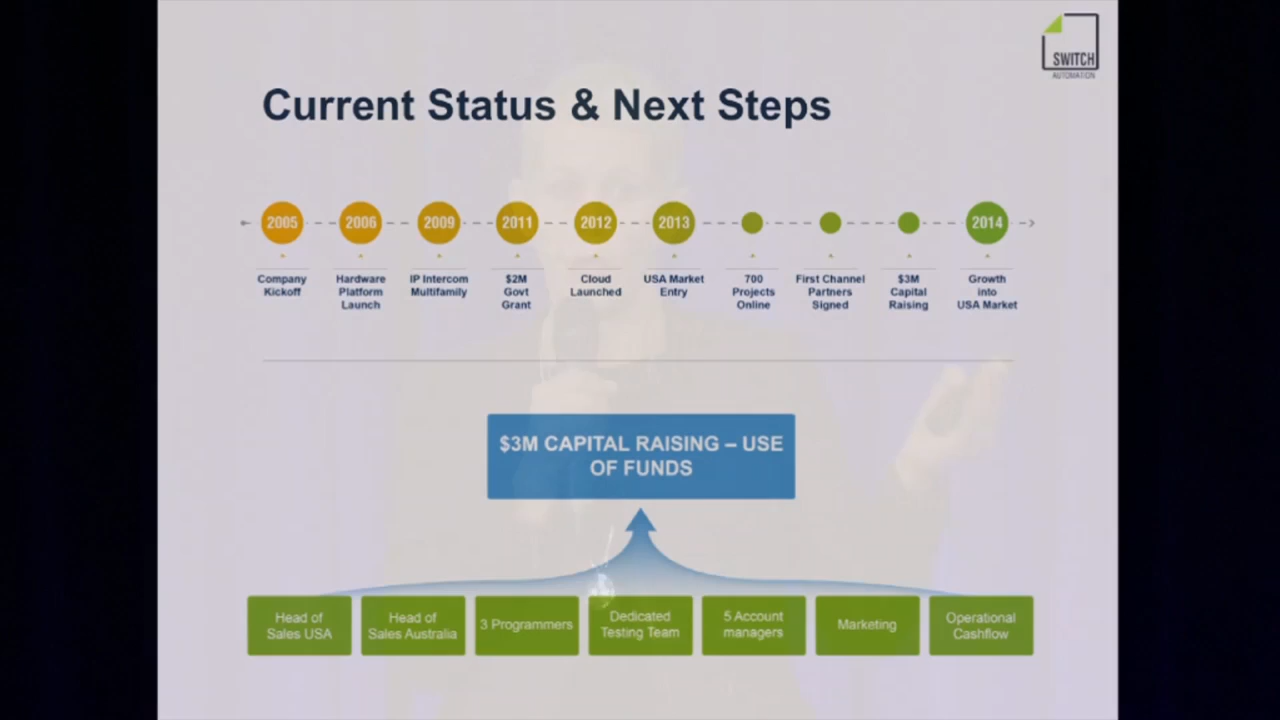 SWITCH
AUTOMATION
Current Status & Next Steps
2005
2006
2009
2011
2012
2013
2014
Company
Kickoff
Hardware
Platform
Launch
IP Intercom
Multifamily
$2M
Govt
Grant
Cloud
Launched
USA Market
Entry
700
Projects
Online
First Channel
Partners
Signed
$3M
Capital
Raising
Growth
into
USA Market
$3M CAPITAL RAISING – USE
OF FUNDS
Head of
Sales USA
Head of
Sales Australia
3 Programmers
Dedicated
Testing Team
5 Account
managers
Marketing
Operational
Cashflow